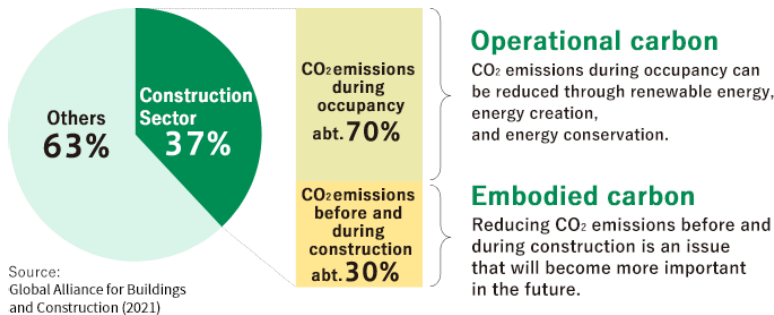 Others
63%
Construction
Sector
37%
CO₂ emissions
during
occupancy
abt. 70%
CO₂ emissions
before and
during
construction
abt. 30%
Operational carbon
CO₂ emissions during occupancy can
be reduced through renewable energy,
energy creation,
and energy conservation.
Embodied carbon
Reducing CO₂ emissions before and
during construction is an issue
that will become more important
in the future.
Source:
Global Alliance for Buildings
and Construction (2021)